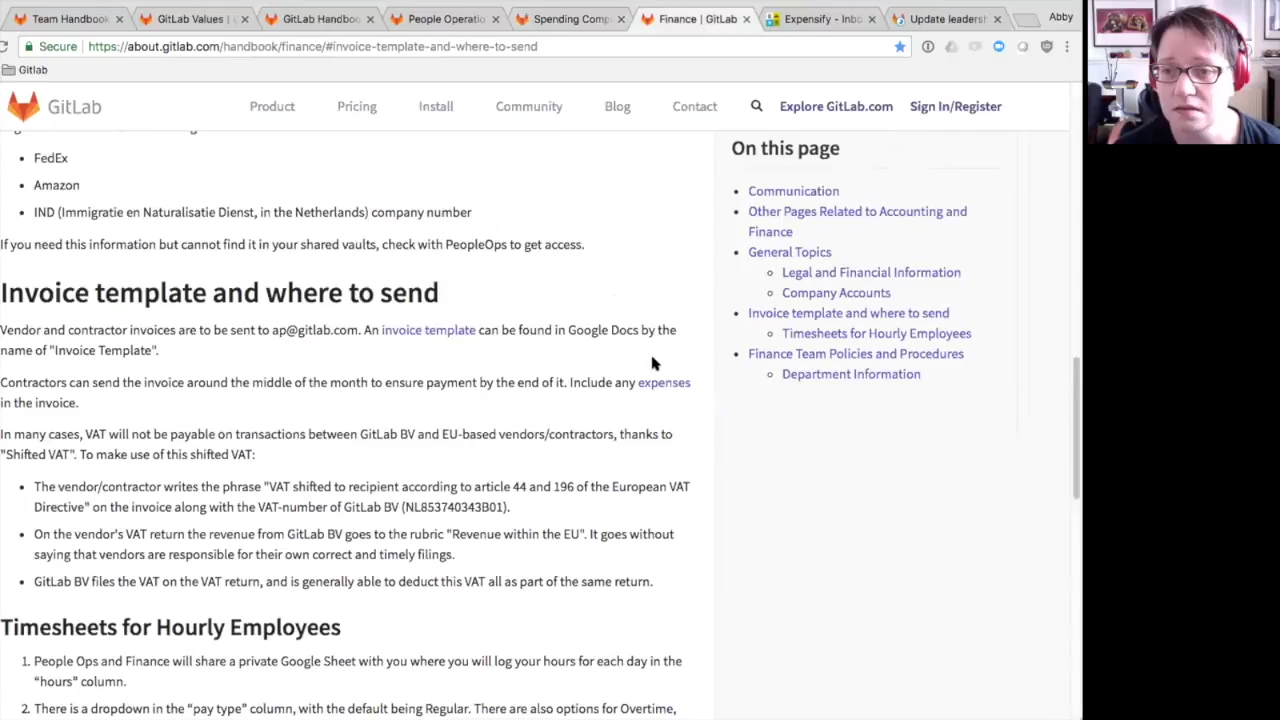 Team Handbook
GitLab Values | 
GitLab Handboo
People Operatio
Spending Comp
Finance | GitLab
Expensify - Inbo
Update leadersh
Abby
Secure
https://about.gitlab.com/handbook/finance/#invoice-template-and-where-to-send
Gitlab
GitLab
Product
Pricing
Install
Community
Blog
Contact
Explore GitLab.com
Sign In/Register
FedEx
Amazon
IND (Immigratie en Naturalisatie Dienst, in the Netherlands) company number
If you need this information but cannot find it in your shared vaults, check with PeopleOps to get access.
Invoice template and where to send
Vendor and contractor invoices are to be sent to ap@gitlab.com. An invoice template can be found in Google Docs by the
name of "Invoice Template".
Contractors can send the invoice around the middle of the month to ensure payment by the end of it. Include any expenses
in the invoice.
In many cases, VAT will not be payable on transactions between GitLab BV and EU-based vendors/contractors, thanks to
"Shifted VAT". To make use of this shifted VAT:
The vendor/contractor writes the phrase "VAT shifted to recipient according to article 44 and 196 of the European VAT
Directive" on the invoice along with the VAT-number of GitLab BV (NL853740343B01).
On the vendor's VAT return the revenue from GitLab BV goes to the rubric "Revenue within the EU". It goes without
saying that vendors are responsible for their own correct and timely filings.
GitLab BV files the VAT on the VAT return, and is generally able to deduct this VAT all as part of the same return.
Timesheets for Hourly Employees
1. People Ops and Finance will share a private Google Sheet with you where you will log your hours for each day in the
“hours” column.
2. There is a dropdown in the “pay type” column, with the default being Regular. There are also options for Overtime,
On this page
Communication
Other Pages Related to Accounting and
Finance
General Topics
Legal and Financial Information
Company Accounts
Invoice template and where to send
Timesheets for Hourly Employees
Finance Team Policies and Procedures
Department Information